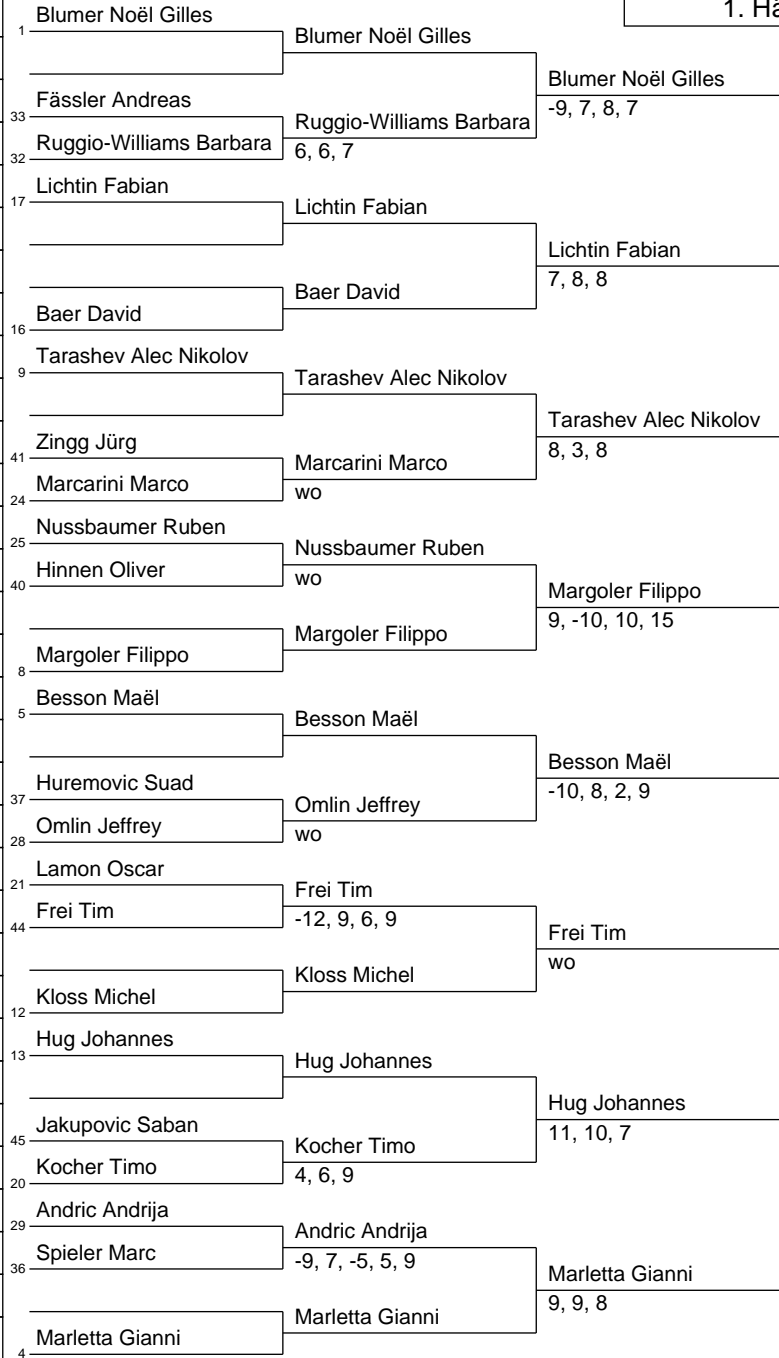 1. Hä
1 Blumer Noël Gilles
Blumer Noël Gilles
Blumer Noël Gilles
-9, 7, 8, 7
33 Fässler Andreas
Ruggio-Williams Barbara
6, 6, 7
32 Ruggio-Williams Barbara
17 Lichtin Fabian
Lichtin Fabian
Lichtin Fabian
7, 8, 8
Baer David
16 Baer David
9 Tarashev Alec Nikolov
Tarashev Alec Nikolov
Tarashev Alec Nikolov
8, 3, 8
41 Zingg Jürg
Marcarini Marco
wo
24 Marcarini Marco
25 Nussbaumer Ruben
Nussbaumer Ruben
wo
40 Hinnen Oliver
Margoler Filippo
9, -10, 10, 15
Margoler Filippo
8 Margoler Filippo
5 Besson Maël
Besson Maël
Besson Maël
-10, 8, 2, 9
37 Huremovic Suad
Omlin Jeffrey
wo
28 Omlin Jeffrey
21 Lamon Oscar
Frei Tim
-12, 9, 6, 9
44 Frei Tim
Frei Tim
wo
Kloss Michel
12 Kloss Michel
13 Hug Johannes
Hug Johannes
Hug Johannes
11, 10, 7
45 Jakupovic Saban
Kocher Timo
4, 6, 9
20 Kocher Timo
29 Andric Andrija
Andric Andrija
-9, 7, -5, 5, 9
36 Spieler Marc
Marletta Gianni
9, 9, 8
Marletta Gianni
4 Marletta Gianni